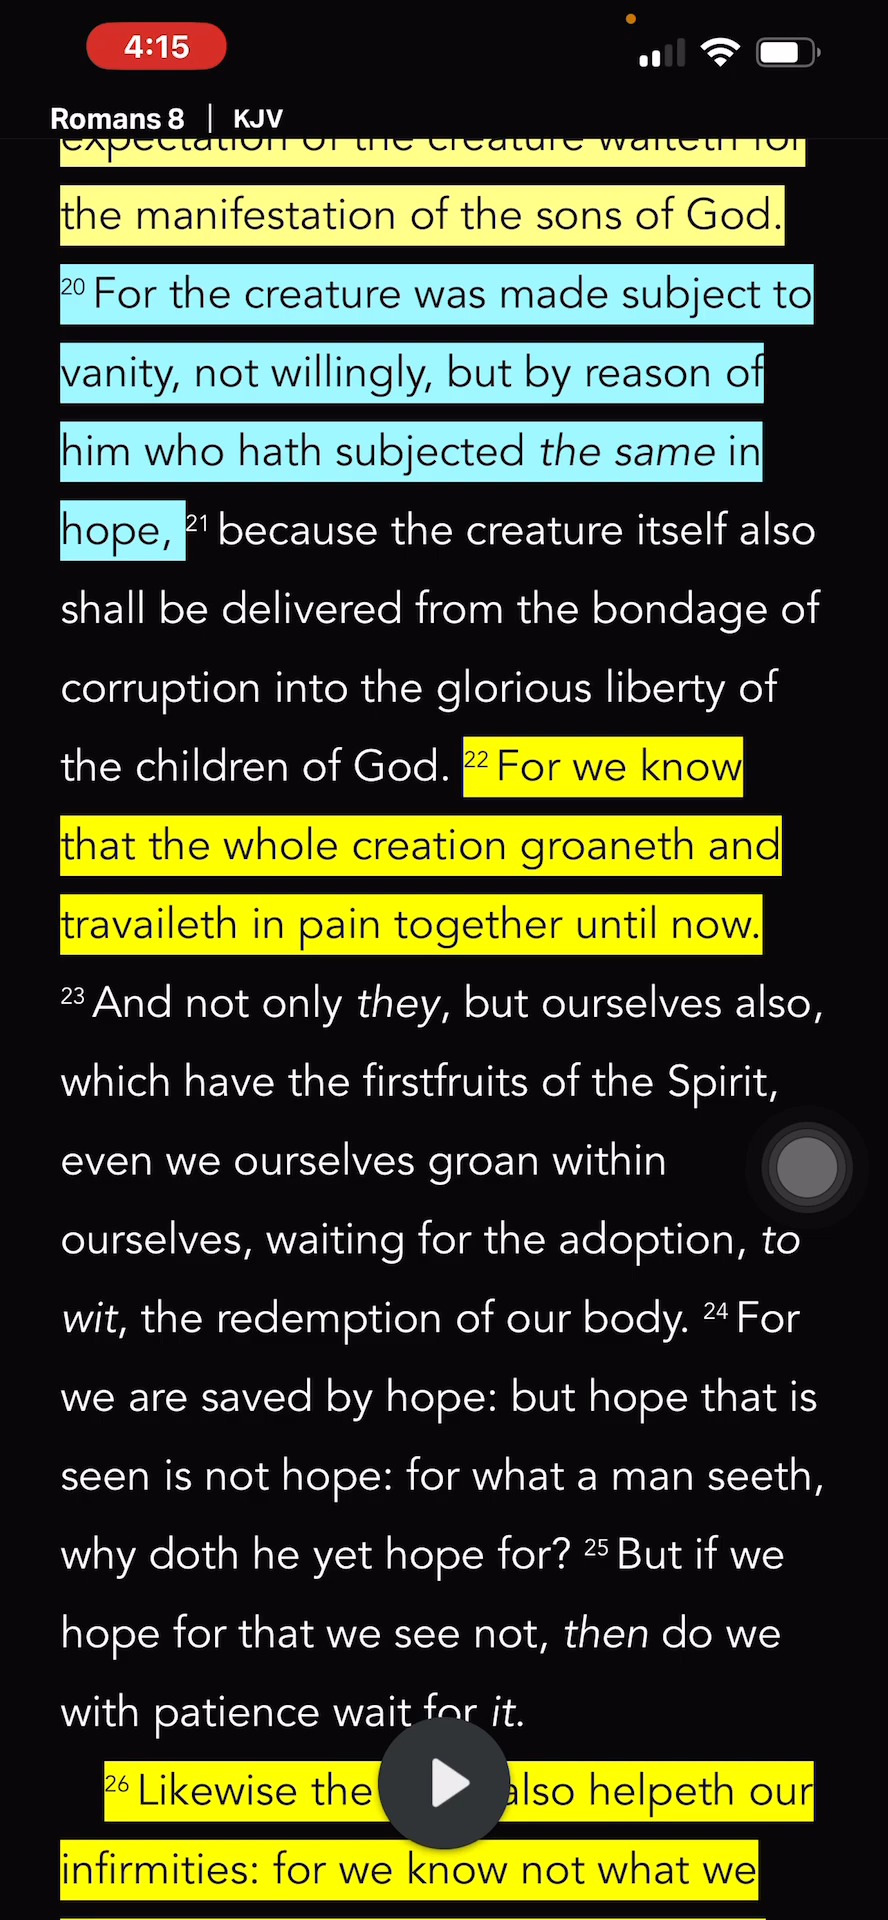 4:15
Romans 8 | KJV
expectation of the creature waiteth for
the manifestation of the sons of God.
20 For the creature was made subject to
vanity, not willingly, but by reason of
him who hath subjected the same in
hope, 21 because the creature itself also
shall be delivered from the bondage of
corruption into the glorious liberty of
the children of God. 22 For we know
that the whole creation groaneth and
travaileth in pain together until now.
23 And not only they, but ourselves also,
which have the firstfruits of the Spirit,
even we ourselves groan within
ourselves, waiting for the adoption, to
wit, the redemption of our body. 24 For
we are saved by hope: but hope that is
seen is not hope: for what a man seeth,
why doth he yet hope for? 25 But if we
hope for that we see not, then do we
with patience wait for it.
26 Likewise the also helpeth our
infirmities: for we know not what we